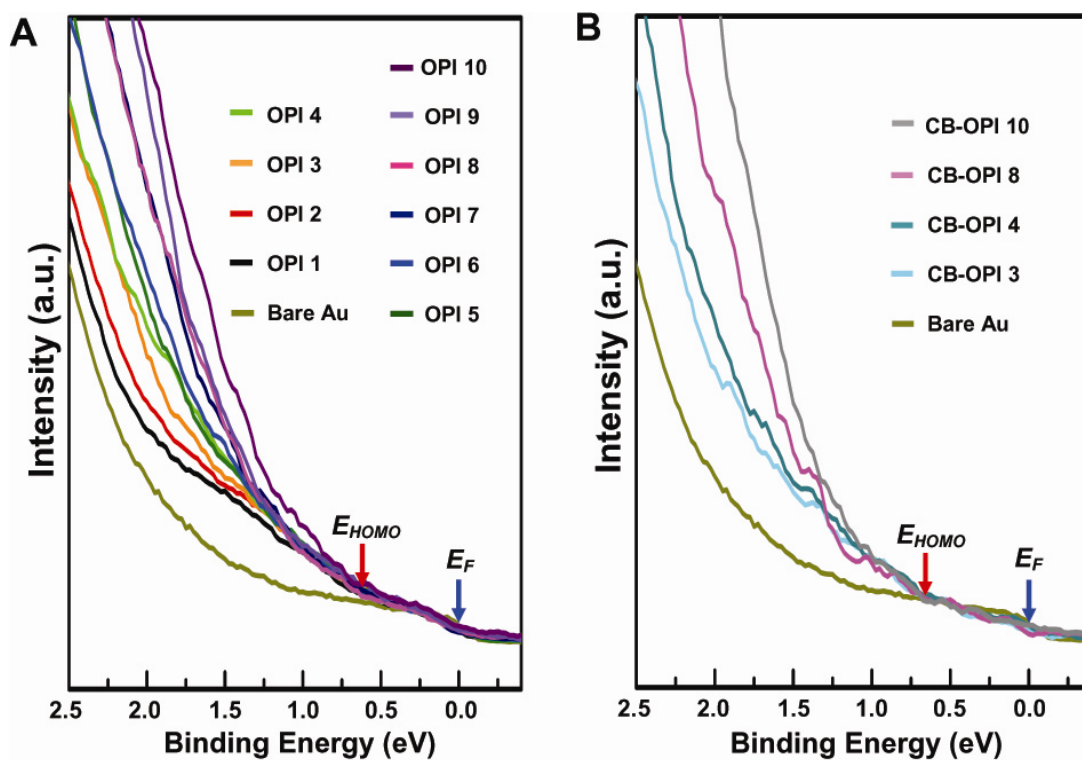 A
OPI 10
OPI 4
OPI 9
OPI 3
OPI 8
OPI 2
OPI 7
OPI 1
OPI 6
Bare Au
OPI 5
E_HOMO
E_F
Intensity (a.u.)
2.5 2.0 1.5 1.0 0.5 0.0
Binding Energy (eV)
B
CB-OPI 10
CB-OPI 8
CB-OPI 4
CB-OPI 3
Bare Au
E_HOMO
E_F
Intensity (a.u.)
2.5 2.0 1.5 1.0 0.5 0.0
Binding Energy (eV)